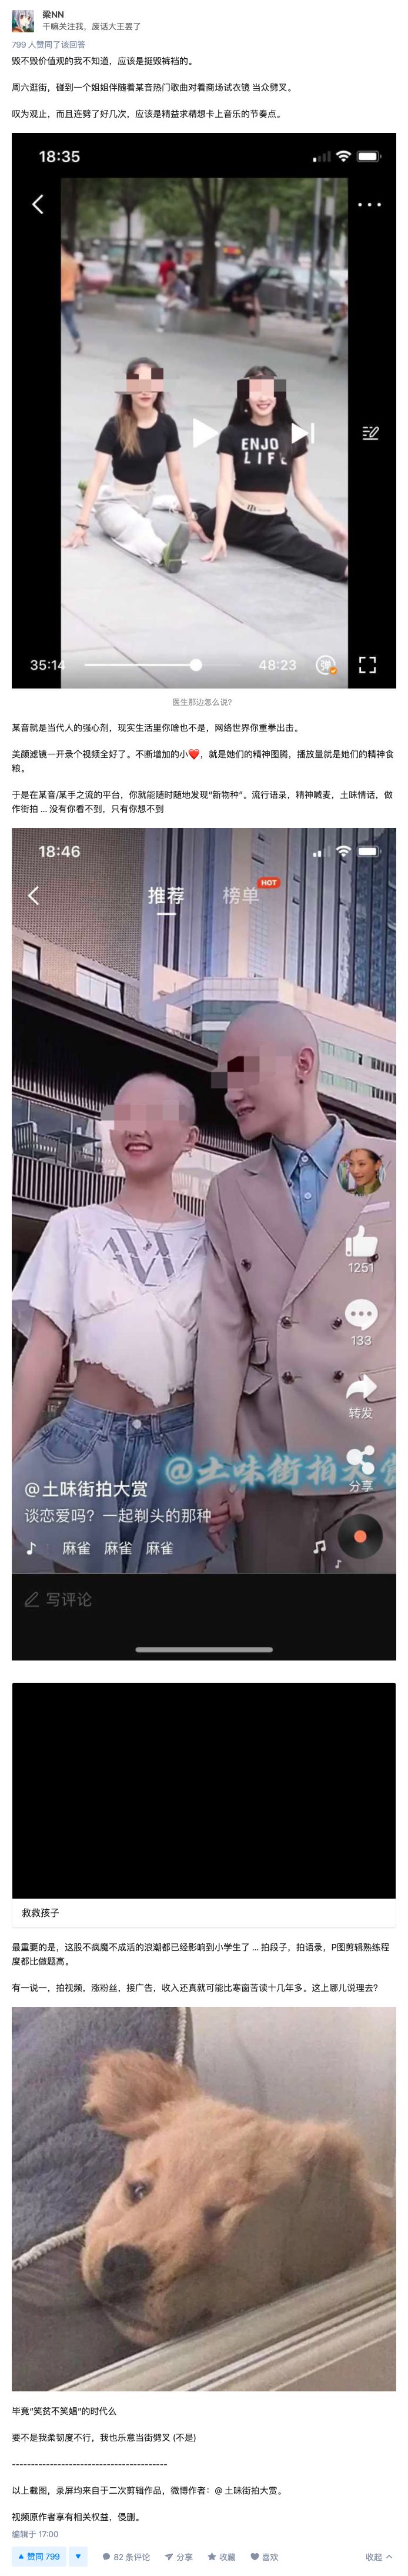 梁NN
干嘛关注我，废话大王罢了
799 人赞同了该回答
毁不毁价值观的我不知道，应该是挺毁裤裆的。
周六逛街，碰到一个姐姐伴随着某音热门歌曲对着商场试衣镜 当众劈叉。
叹为观止，而且连劈了好几次，应该是精益求精想卡上音乐的节奏点。
18:35
ENJO
LIFE
35:14
48:23
弹
医生那边怎么说?
某音就是当代人的强心剂，现实生活里你啥也不是，网络世界你重拳出击。
美颜滤镜一开录个视频全好了。不断增加的小❤️，就是她们的精神图腾，播放量就是她们的精神食
粮。
于是在某音/某手之流的平台，你就能随时随地发现“新物种”。流行语录，精神喊麦，土味情话，做
作街拍 ... 没有你看不到，只有你想不到
18:46
推荐
榜单
HOT
1251
133
转发
@土味街拍大赏
分享
@土味街拍大赏
谈恋爱吗？一起剃头的那种
麻雀 麻雀 麻雀
写评论
救救孩子
最重要的是，这股不疯魔不成活的浪潮都已经影响到小学生了 ... 拍段子，拍语录，P图剪辑熟练程
度都比做题高。
有一说一，拍视频，涨粉丝，接广告，收入还真就可能比寒窗苦读十几年多。这上哪儿说理去?
毕竟“笑贫不笑娼”的时代么
要不是我柔韧度不行，我也乐意当街劈叉 (不是)
-----------------------------------------
以上截图，录屏均来自于二次剪辑作品，微博作者：@ 土味街拍大赏。
视频原作者享有相关权益，侵删。
编辑于 17:00
赞同 799
82 条评论
分享
收藏
喜欢
收起